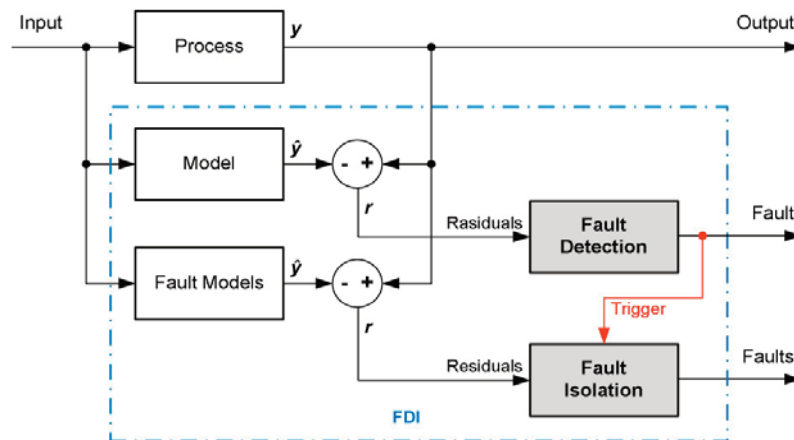 Input
Process
y
Output
Model
ŷ
- +
r
Rasiduals
Fault
Detection
Fault
Trigger
Fault Models
ŷ
- +
r
Residuals
Fault
Isolation
Faults
FDI